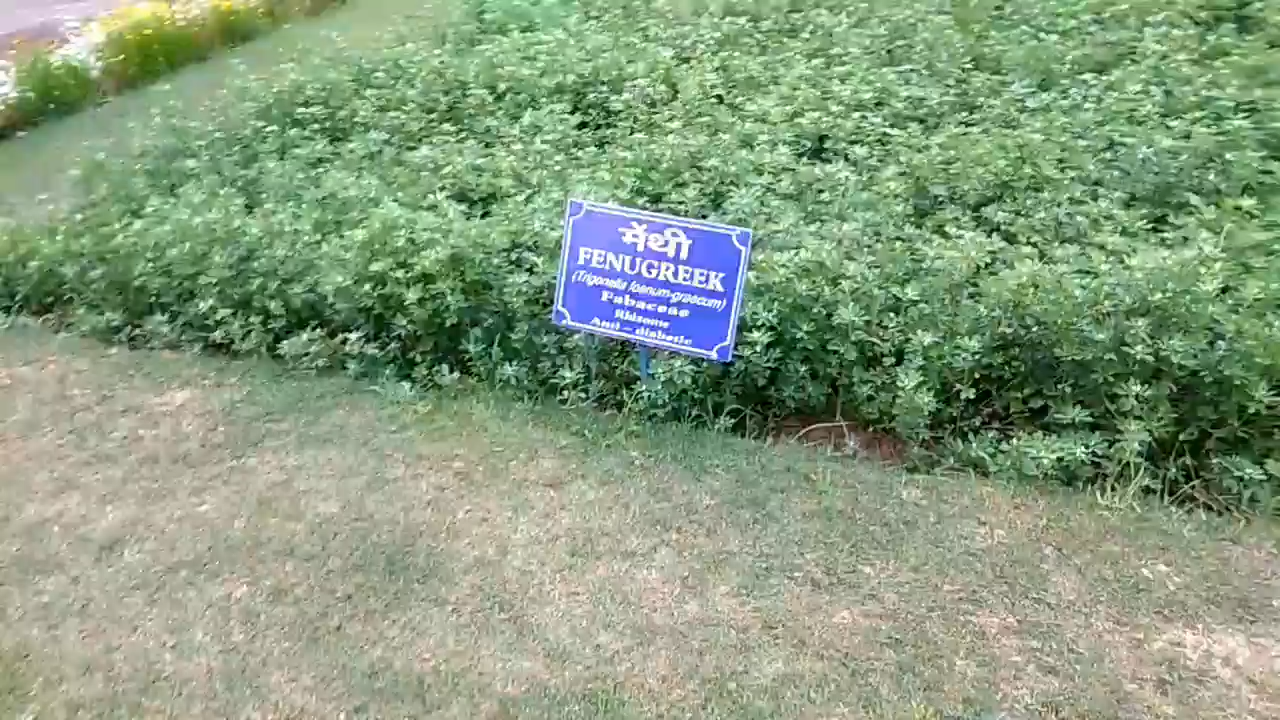 मेंथी
FENUGREEK
(Trigonella foenum-graecum)
Fabaceae
Rhizome
Anti - diabetic